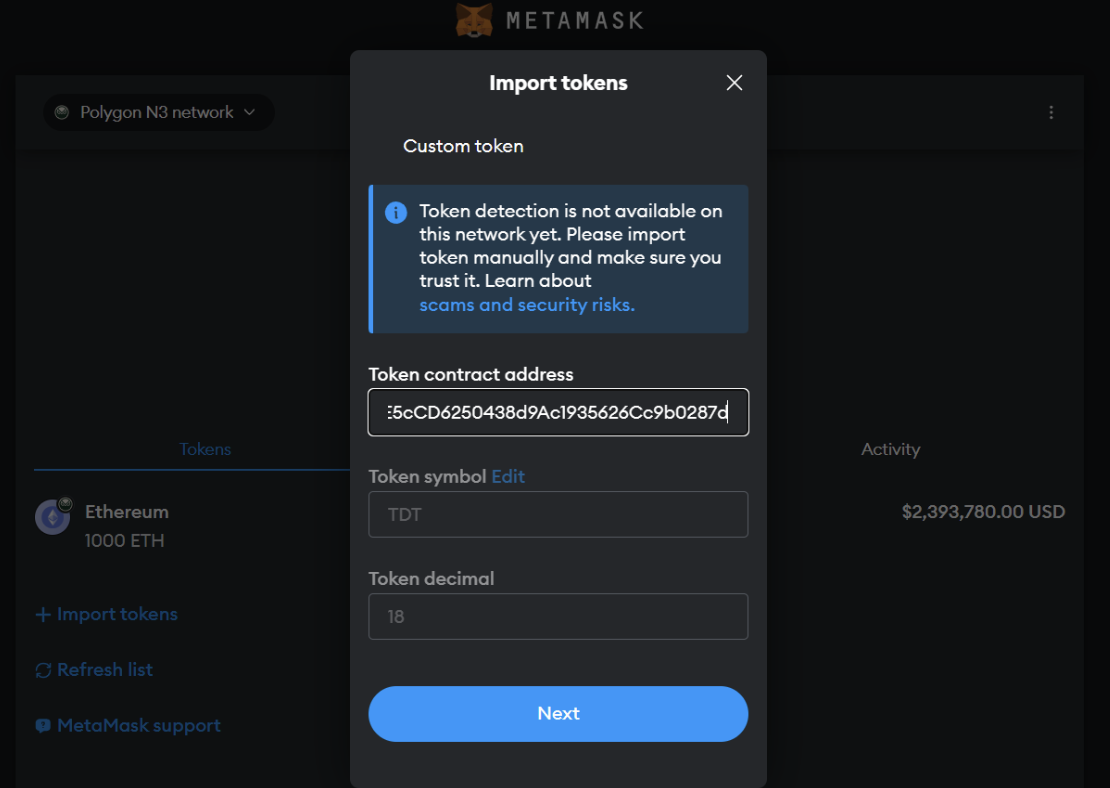 METAMASK
Import tokens
Polygon N3 network
Custom token
Token detection is not available on
this network yet. Please import
token manually and make sure you
trust it. Learn about
scams and security risks.
Token contract address
E5cCD6250438d9Ac1935626Cc9b0287d
Tokens
Activity
Token symbol Edit
TDT
Ethereum
$2,393,780.00 USD
1000 ETH
Token decimal
18
Import tokens
Refresh list
MetaMask support
Next